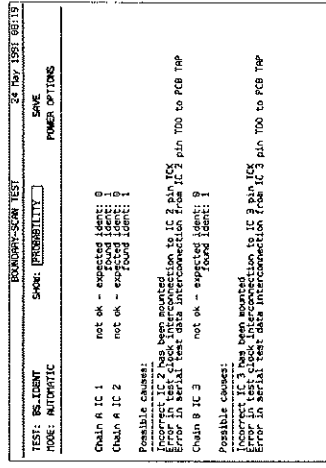 BOUNDARY-SCAN TEST 24 May 1991 08:19
TEST: BS_IDENT SHOW: PROBABILITY SAVE
MODE: AUTOMATIC POWER OPTIONS
Chain A IC 1 not ok - expected ident: 0
found ident: 1
Chain A IC 2 not ok - expected ident: 0
found ident: 1
Possible causes:
Incorrect IC 2 has been mounted
Error in test clock interconnection to IC 2 pin TCK
Error in serial test data interconnection from IC 2 pin TDO to PCB TAP
Chain B IC 3 not ok - expected ident: 0
found ident: 1
Possible causes:
Incorrect IC 3 has been mounted
Error in test clock interconnection to IC 3 pin TCK
Error in serial test data interconnection from IC 3 pin TDO to PCB TAP